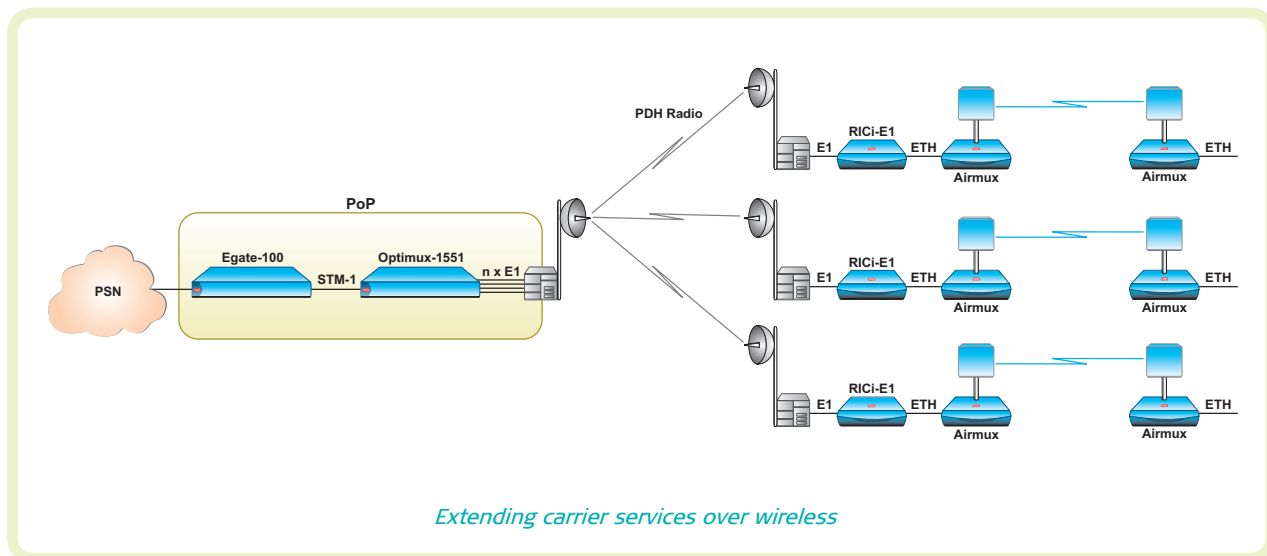 PDH Radio
E1
RICi-E1
ETH
Airmux
Airmux
ETH
PoP
PSN
Egate-100
STM-1
Optimux-1551
n x E1
E1
RICi-E1
ETH
Airmux
Airmux
ETH
E1
RICi-E1
ETH
Airmux
Airmux
ETH
Extending carrier services over wireless